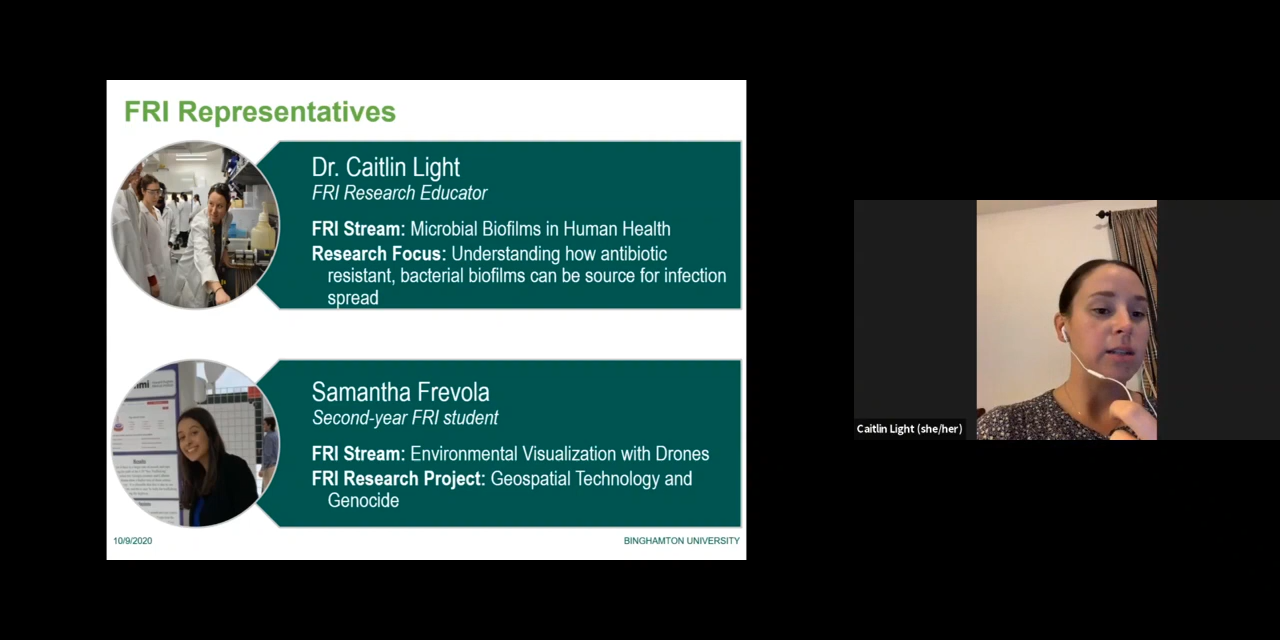 FRI Representatives
Dr. Caitlin Light
FRI Research Educator
FRI Stream: Microbial Biofilms in Human Health
Research Focus: Understanding how antibiotic
resistant, bacterial biofilms can be source for infection
spread
Samantha Frevola
Second-year FRI student
FRI Stream: Environmental Visualization with Drones
FRI Research Project: Geospatial Technology and
Genocide
10/9/2020
BINGHAMTON UNIVERSITY
Caitlin Light (she/her)